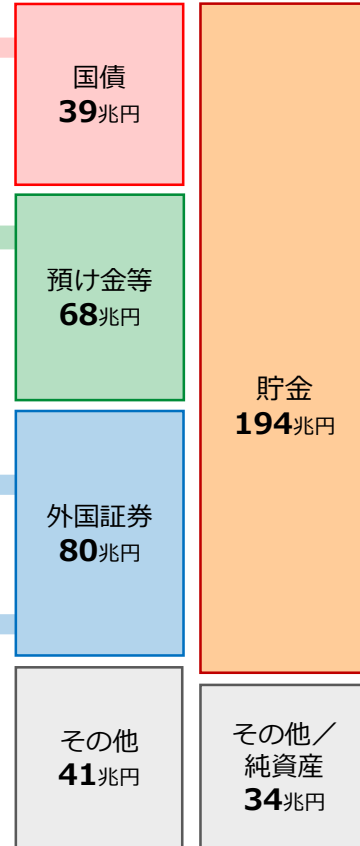 国債
39兆円
預け金等
68兆円
外国証券
80兆円
その他
41兆円
貯金
194兆円
その他／
純資産
34兆円